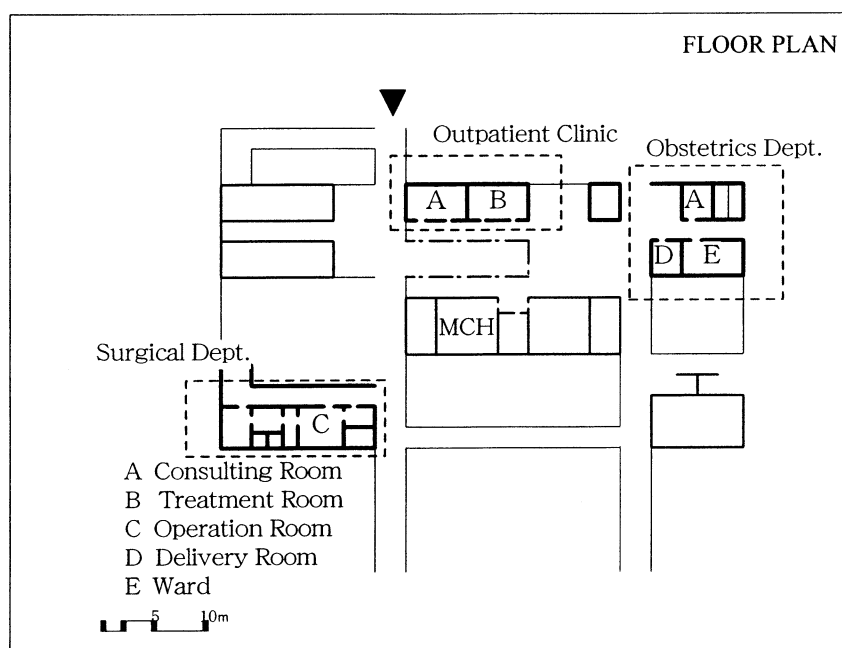 FLOOR PLAN
Outpatient Clinic
Obstetrics Dept.
A
B
A
D
E
MCH
Surgical Dept.
C
A Consulting Room
B Treatment Room
C Operation Room
D Delivery Room
E Ward
5 10m